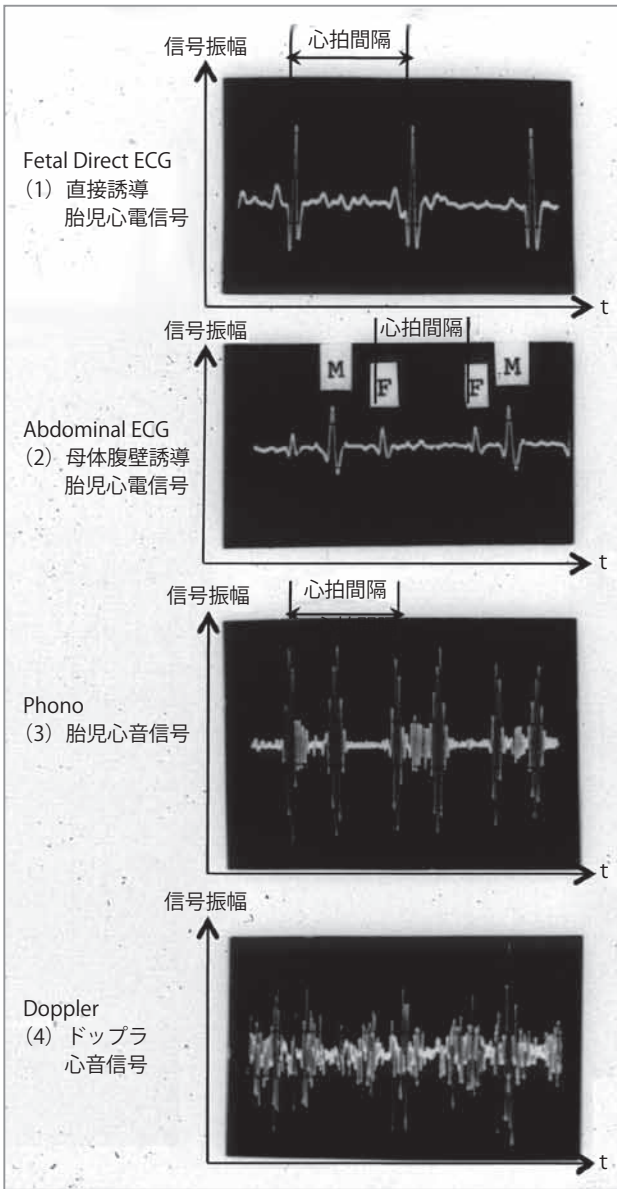 信号振幅
心拍間隔
Fetal Direct ECG
（1）直接誘導
胎児心電信号
t
心拍間隔
信号振幅
M
F
F
M
Abdominal ECG
（2）母体腹壁誘導
胎児心電信号
t
心拍間隔
信号振幅
Phono
（3）胎児心音信号
t
信号振幅
Doppler
（4）ドップラ
心音信号
t